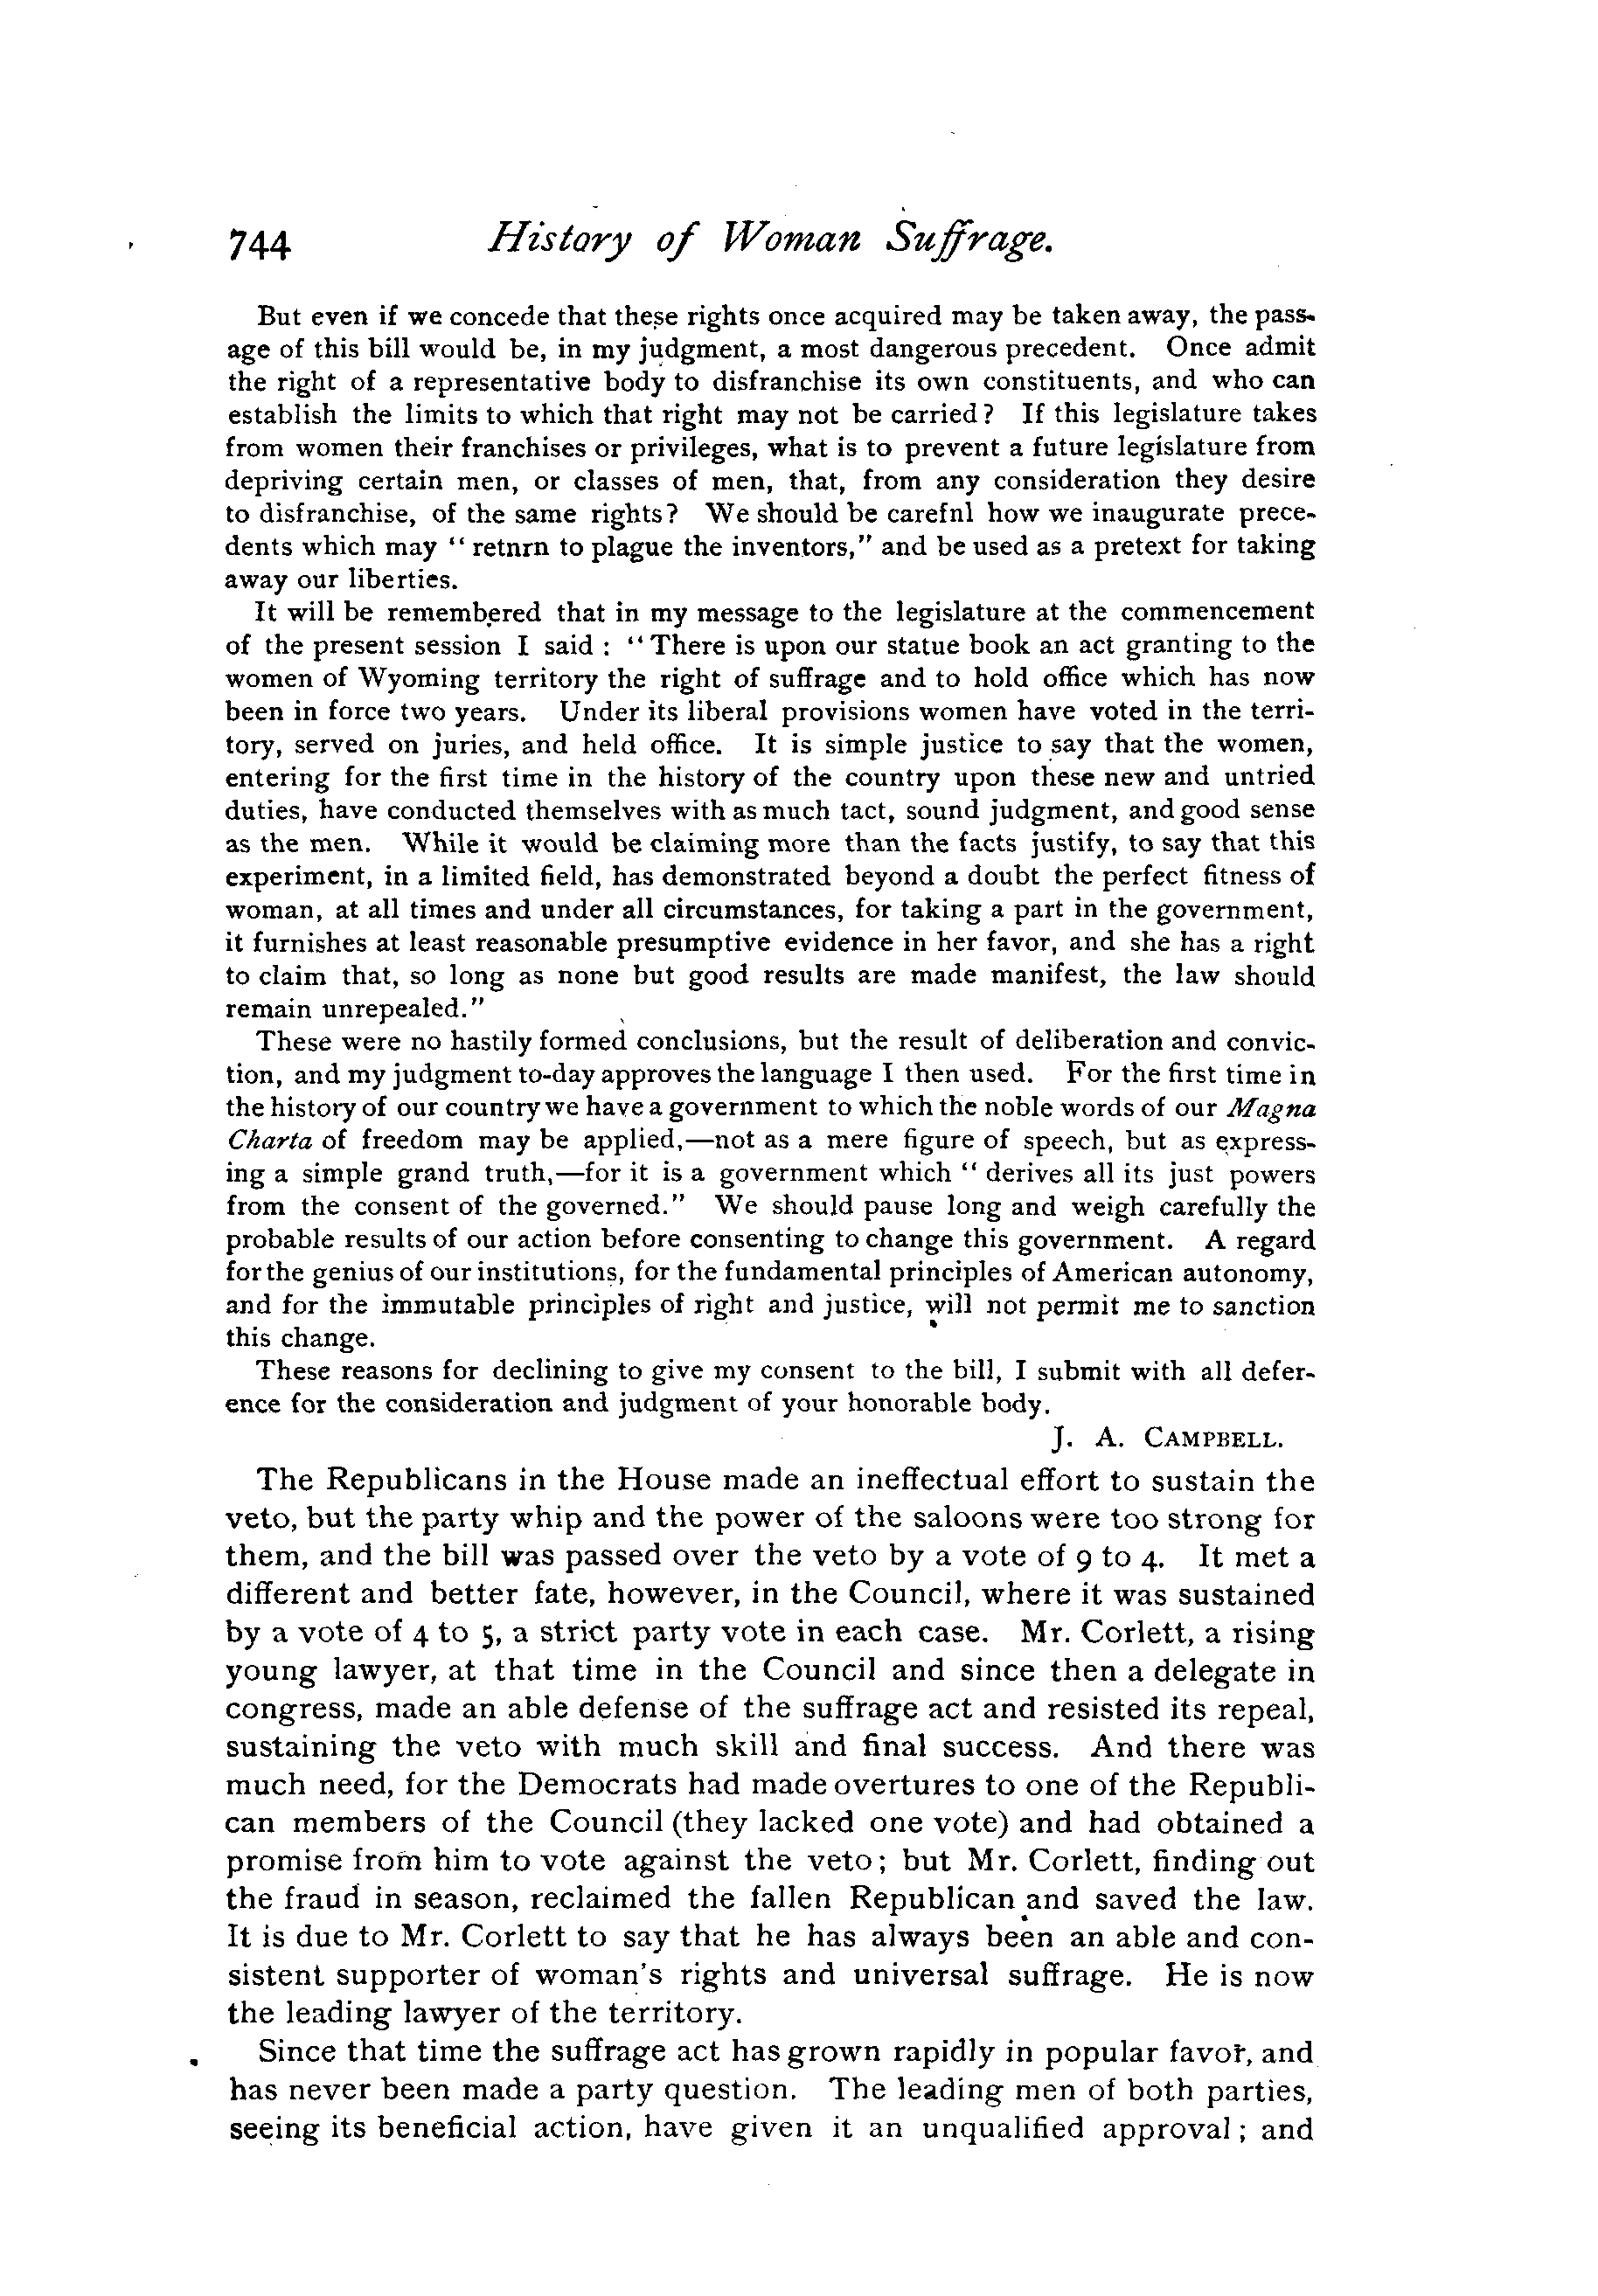 744 History of Woman Suffrage.
But even if we concede that these rights once acquired may be taken away, the pass-
age of this bill would be, in my judgment, a most dangerous precedent. Once admit
the right of a representative body to disfranchise its own constituents, and who can
establish the limits to which that right may not be carried? If this legislature takes
from women their franchises or privileges, what is to prevent a future legislature from
depriving certain men, or classes of men, that, from any consideration they desire
to disfranchise, of the same rights? We should be carefnl how we inaugurate prece-
dents which may "retnrn to plague the inventors," and be used as a pretext for taking
away our liberties.
It will be remembered that in my message to the legislature at the commencement
of the present session I said : "There is upon our statue book an act granting to the
women of Wyoming territory the right of suffrage and to hold office which has now
been in force two years. Under its liberal provisions women have voted in the terri-
tory, served on juries, and held office. It is simple justice to say that the women,
entering for the first time in the history of the country upon these new and untried
duties, have conducted themselves with as much tact, sound judgment, and good sense
as the men. While it would be claiming more than the facts justify, to say that this
experiment, in a limited field, has demonstrated beyond a doubt the perfect fitness of
woman, at all times and under all circumstances, for taking a part in the government,
it furnishes at least reasonable presumptive evidence in her favor, and she has a right
to claim that, so long as none but good results are made manifest, the law should
remain unrepealed."
These were no hastily formed conclusions, but the result of deliberation and convic-
tion, and my judgment to-day approves the language I then used. For the first time in
the history of our country we have a government to which the noble words of our Magna
Charta of freedom may be applied,—not as a mere figure of speech, but as express-
ing a simple grand truth,—for it is a government which "derives all its just powers
from the consent of the governed." We should pause long and weigh carefully the
probable results of our action before consenting to change this government. A regard
for the genius of our institutions, for the fundamental principles of American autonomy,
and for the immutable principles of right and justice, will not permit me to sanction
this change.
These reasons for declining to give my consent to the bill, I submit with all defer-
ence for the consideration and judgment of your honorable body.
J. A. CAMPBELL.
The Republicans in the House made an ineffectual effort to sustain the
veto, but the party whip and the power of the saloons were too strong for
them, and the bill was passed over the veto by a vote of 9 to 4. It met a
different and better fate, however, in the Council, where it was sustained
by a vote of 4 to 5, a strict party vote in each case. Mr. Corlett, a rising
young lawyer, at that time in the Council and since then a delegate in
congress, made an able defense of the suffrage act and resisted its repeal,
sustaining the veto with much skill and final success. And there was
much need, for the Democrats had made overtures to one of the Republi-
can members of the Council (they lacked one vote) and had obtained a
promise from him to vote against the veto; but Mr. Corlett, finding out
the fraud in season, reclaimed the fallen Republican and saved the law.
It is due to Mr. Corlett to say that he has always been an able and con-
sistent supporter of woman's rights and universal suffrage. He is now
the leading lawyer of the territory.
Since that time the suffrage act has grown rapidly in popular favor, and
has never been made a party question. The leading men of both parties,
seeing its beneficial action, have given it an unqualified approval; and